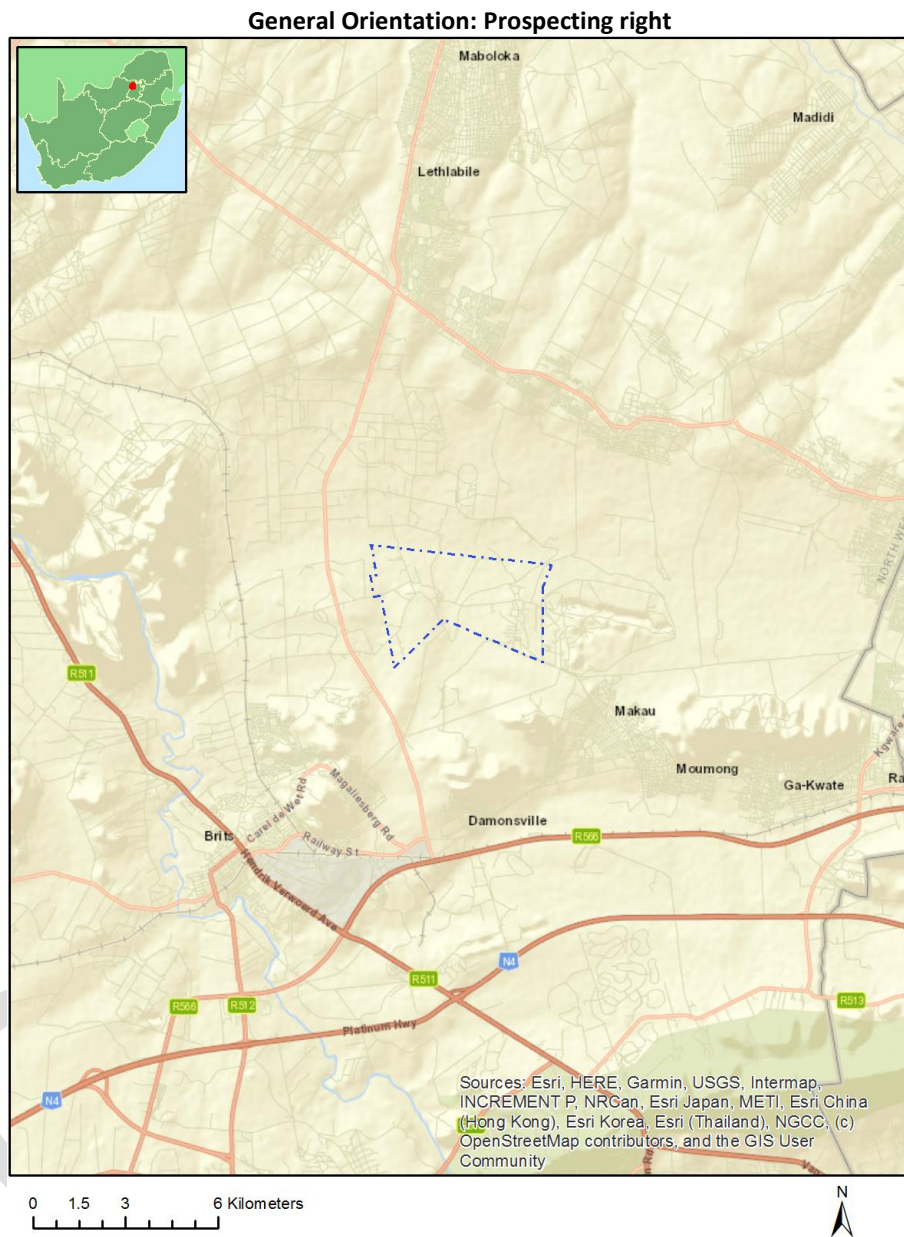 General Orientation: Prospecting right
Maboloka
Madidi
Lethlabile
NORTH WE
R511
Makau
Moumong
Ga-Kwate
Kgware
Ra
Magaliesberg Rd
Carel de Wet Rd
Damonsville
Brits
Railway St
R566
Hendrik Verwoerd Ave
N4
R511
R566
R512
R513
Platinum Hwy
N4
Sources: Esri, HERE, Garmin, USGS, Intermap,
INCREMENT P, NRCan, Esri Japan, METI, Esri China
(Hong Kong), Esri Korea, Esri (Thailand), NGCC, (c)
OpenStreetMap contributors, and the GIS User
Community
n Rd
Van
0 1.5 3 6 Kilometers
N